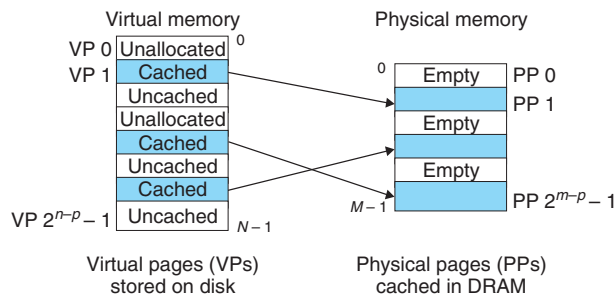 Virtual memory
Physical memory
VP 0 Unallocated 0
VP 1 Cached
Uncached
Unallocated
Cached
Uncached
Cached
VP 2^{n–p} – 1 Uncached
N – 1
0 Empty PP 0
PP 1
Empty
Empty
M – 1 PP 2^{m–p} – 1
Virtual pages (VPs)
stored on disk
Physical pages (PPs)
cached in DRAM